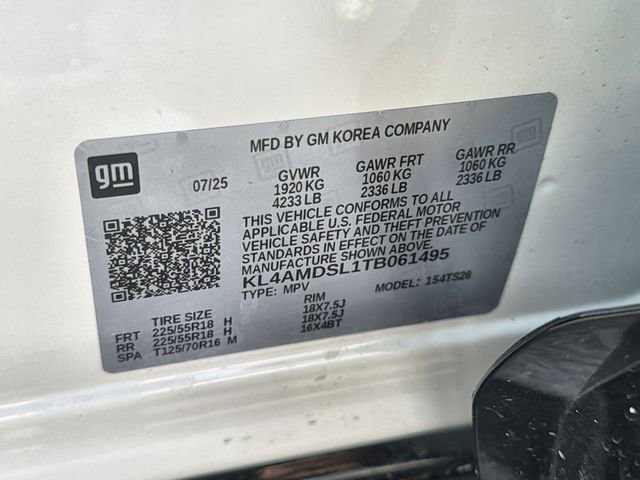 MFD BY GM KOREA COMPANY
gm
07/25
GVWR GAWR FRT GAWR RR
1920 KG 1060 KG 1060 KG
4233 LB 2336 LB 2336 LB
THIS VEHICLE CONFORMS TO ALL
APPLICABLE U.S. FEDERAL MOTOR
VEHICLE SAFETY AND THEFT PREVENTION
STANDARDS IN EFFECT ON THE DATE OF
MANUFACTURE SHOWN ABOVE.
KL4AMDSL1TB061495
TYPE: MPV MODEL: 154TS26
TIRE SIZE RIM
FRT 225/55R18 H 18X7.5J
RR 225/55R18 H 18X7.5J
SPA T125/70R16 M 16X4BT